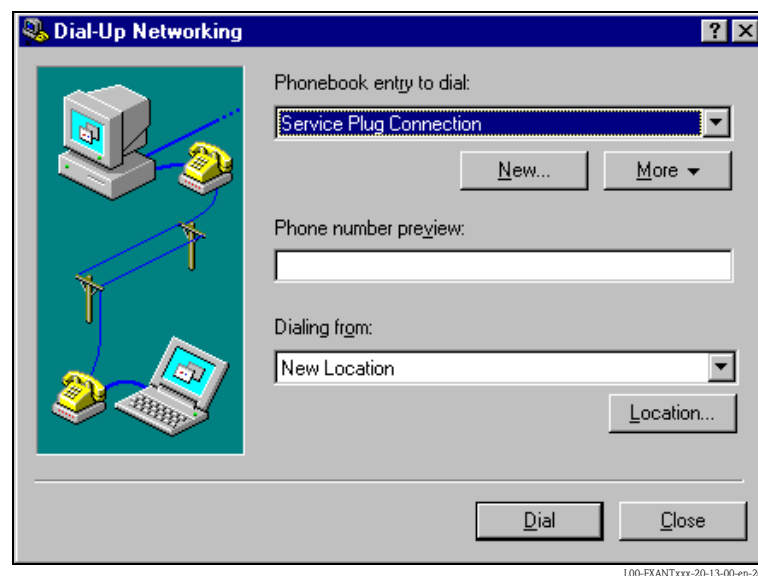 Dial-Up Networking
Phonebook entry to dial:
Service Plug Connection
New... More
Phone number preview:
Dialing from:
New Location
Location...
Dial Close